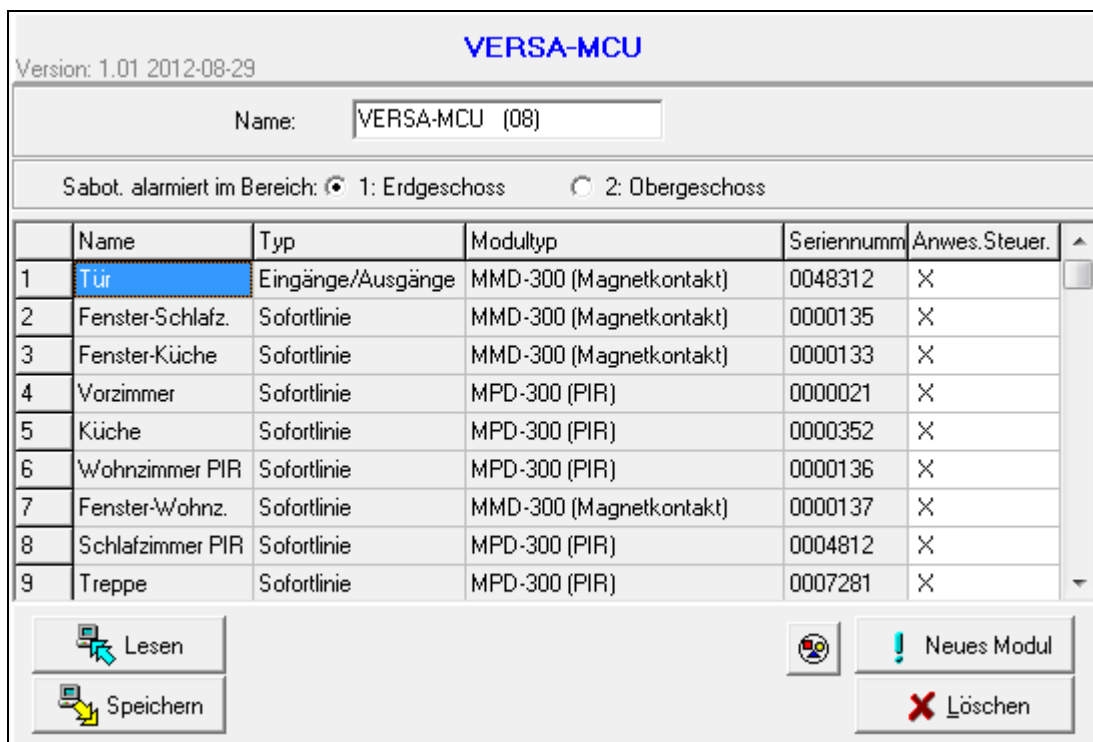 VERSA-MCU
Version: 1.01 2012-08-29
Name: VERSA-MCU (08)
Sabot. alarmiert im Bereich: 1: Erdgeschoss 2: Obergeschoss
Name Typ Modultyp Seriennumm Anwes.Steuer.
1 Tür Eingänge/Ausgänge MMD-300 (Magnetkontakt) 0048312 X
2 Fenster-Schlafz. Sofortlinie MMD-300 (Magnetkontakt) 0000135 X
3 Fenster-Küche Sofortlinie MMD-300 (Magnetkontakt) 0000133 X
4 Vorzimmer Sofortlinie MPD-300 (PIR) 0000021 X
5 Küche Sofortlinie MPD-300 (PIR) 0000352 X
6 Wohnzimmer PIR Sofortlinie MPD-300 (PIR) 0000136 X
7 Fenster-Wohnz. Sofortlinie MMD-300 (Magnetkontakt) 0000137 X
8 Schlafzimmer PIR Sofortlinie MPD-300 (PIR) 0004812 X
9 Treppe Sofortlinie MPD-300 (PIR) 0007281 X
Lesen Neues Modul
Speichern Löschen